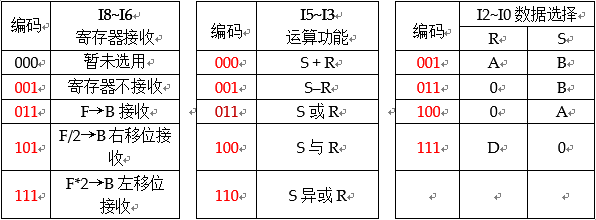 编码 I8~I6 寄存器接收
000 暂未选用
001 寄存器不接收
011 F→B 接收
101 F/2→B 右移位接收
111 F*2→B 左移位接收
编码 I5~I3 运算功能
000 S + R
001 S–R
011 S 或 R
100 S 与 R
110 S 异或 R
编码 I2~I0 数据选择
R S
001 A B
011 0 B
100 0 A
111 D 0